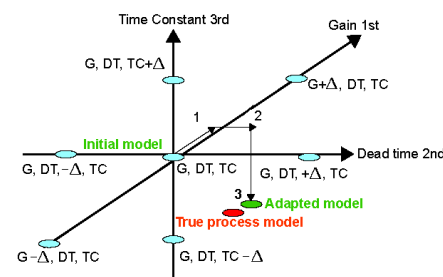 Time Constant 3rd
Gain 1st
G, DT, TC+Δ
G+Δ, DT, TC
1
2
Initial model
Dead time 2nd
G, DT,-Δ, TC
G, DT, TC
G, DT, +Δ, TC
3
Adapted model
True process model
G-Δ, DT, TC
G, DT, TC-Δ